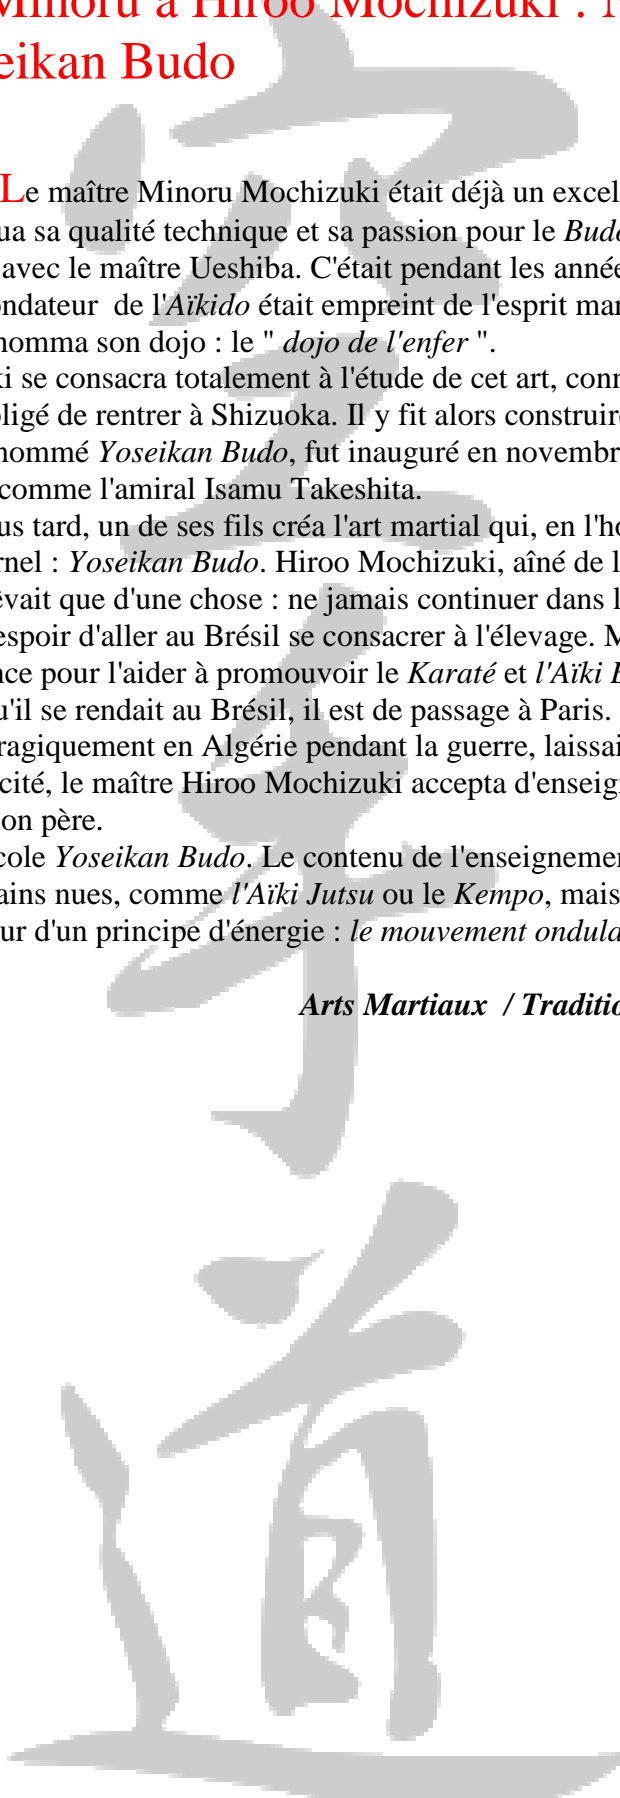 Minoru à Hiroo Mochizuki :
eikan Budo
Le maître Minoru Mochizuki était déjà un excel
ua sa qualité technique et sa passion pour le Budo
avec le maître Ueshiba. C'était pendant les année
ondateur de l'Aïkido était empreint de l'esprit mar
nomma son dojo : le " dojo de l'enfer ".
ki se consacra totalement à l'étude de cet art, conn
bligé de rentrer à Shizuoka. Il y fit alors construire
nommé Yoseikan Budo, fut inauguré en novembr
comme l'amiral Isamu Takeshita.
us tard, un de ses fils créa l'art martial qui, en l'ho
rnel : Yoseikan Budo. Hiroo Mochizuki, aîné de l
êvait que d'une chose : ne jamais continuer dans l
espoir d'aller au Brésil se consacrer à l'élevage. M
nce pour l'aider à promouvoir le Karaté et l'Aïki B
u'il se rendait au Brésil, il est de passage à Paris.
ragiquement en Algérie pendant la guerre, laissai
cité, le maître Hiroo Mochizuki accepta d'enseign
on père.
cole Yoseikan Budo. Le contenu de l'enseignemen
ains nues, comme l'Aïki Jutsu ou le Kempo, mais
ur d'un principe d'énergie : le mouvement ondula
Arts Martiaux / Traditio
空手道